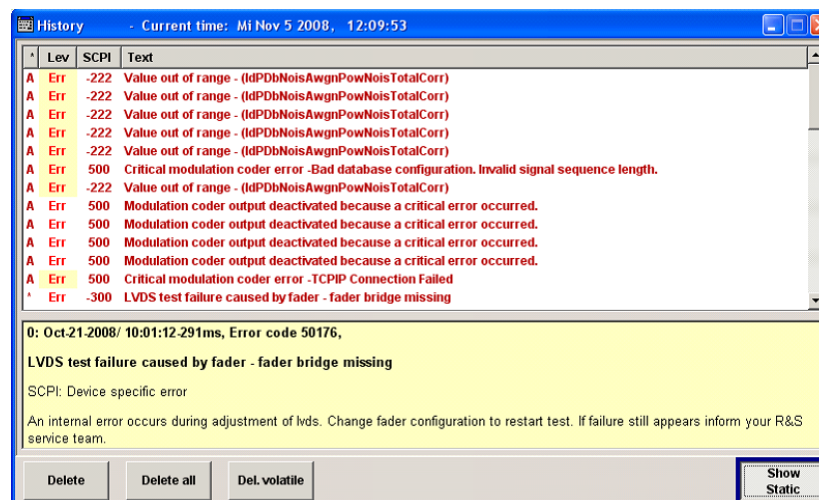 History - Current time: Mi Nov 5 2008, 12:09:53
* Lev SCPI Text
A Err -222 Value out of range - (IdPDbNoisAwgnPowNoisTotalCorr)
A Err -222 Value out of range - (IdPDbNoisAwgnPowNoisTotalCorr)
A Err -222 Value out of range - (IdPDbNoisAwgnPowNoisTotalCorr)
A Err -222 Value out of range - (IdPDbNoisAwgnPowNoisTotalCorr)
A Err -222 Value out of range - (IdPDbNoisAwgnPowNoisTotalCorr)
A Err 500 Critical modulation coder error -Bad database configuration. Invalid signal sequence length.
A Err -222 Value out of range - (IdPDbNoisAwgnPowNoisTotalCorr)
A Err 500 Modulation coder output deactivated because a critical error occurred.
A Err 500 Modulation coder output deactivated because a critical error occurred.
A Err 500 Modulation coder output deactivated because a critical error occurred.
A Err 500 Modulation coder output deactivated because a critical error occurred.
A Err 500 Critical modulation coder error -TCPIP Connection Failed
* Err -300 LVDS test failure caused by fader - fader bridge missing
0: Oct-21-2008/ 10:01:12-291ms, Error code 50176,
LVDS test failure caused by fader - fader bridge missing
SCPI: Device specific error
An internal error occurs during adjustment of lvds. Change fader configuration to restart test. If failure still appears inform your R&S
service team.
Delete Delete all Del. volatile Show
Static